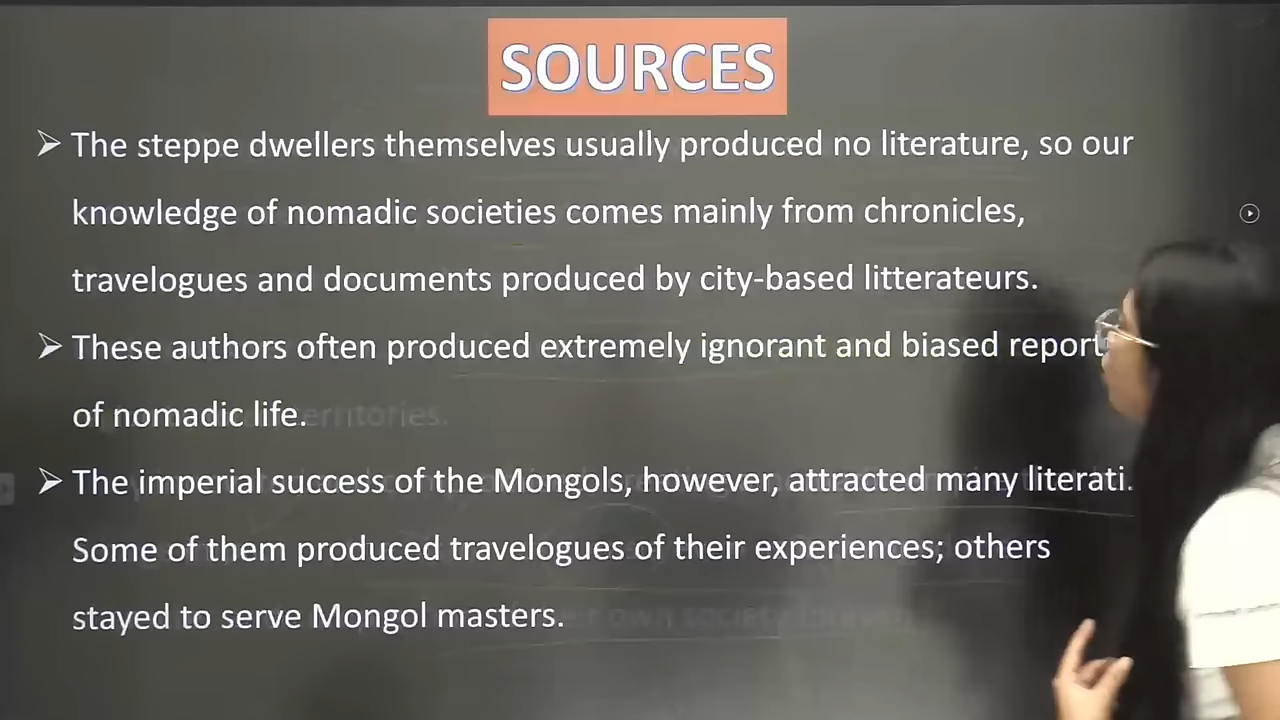 SOURCES
The steppe dwellers themselves usually produced no literature, so our
knowledge of nomadic societies comes mainly from chronicles,
travelogues and documents produced by city-based litterateurs.
These authors often produced extremely ignorant and biased report
of nomadic life.
territories.
The imperial success of the Mongols, however, attracted many literati.
Some of them produced travelogues of their experiences; others
stayed to serve Mongol masters.
own society